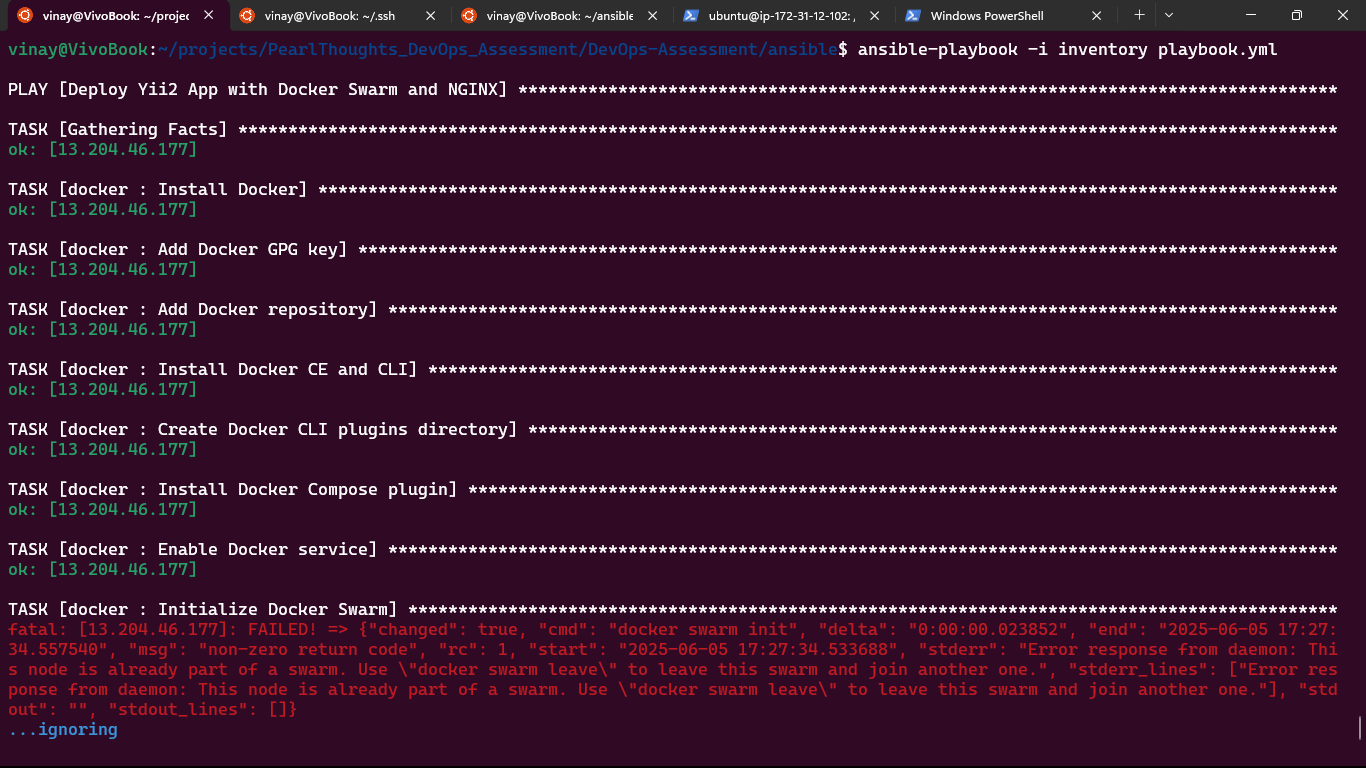 vinay@VivoBook: ~/projec
vinay@VivoBook: ~/.ssh
vinay@VivoBook: ~/ansible
ubuntu@ip-172-31-12-102: ,
Windows PowerShell
vinay@VivoBook:~/projects/PearlThoughts_DevOps_Assessment/DevOps-Assessment/ansible$ ansible-playbook -i inventory playbook.yml
PLAY [Deploy Yii2 App with Docker Swarm and NGINX] **********************************************************************************
TASK [Gathering Facts] **************************************************************************************************************
ok: [13.204.46.177]
TASK [docker : Install Docker] ******************************************************************************************************
ok: [13.204.46.177]
TASK [docker : Add Docker GPG key] **************************************************************************************************
ok: [13.204.46.177]
TASK [docker : Add Docker repository] ***********************************************************************************************
ok: [13.204.46.177]
TASK [docker : Install Docker CE and CLI] *******************************************************************************************
ok: [13.204.46.177]
TASK [docker : Create Docker CLI plugins directory] *********************************************************************************
ok: [13.204.46.177]
TASK [docker : Install Docker Compose plugin] ***************************************************************************************
ok: [13.204.46.177]
TASK [docker : Enable Docker service] ***********************************************************************************************
ok: [13.204.46.177]
TASK [docker : Initialize Docker Swarm] *********************************************************************************************
fatal: [13.204.46.177]: FAILED! => {"changed": true, "cmd": "docker swarm init", "delta": "0:00:00.023852", "end": "2025-06-05 17:27:
34.557540", "msg": "non-zero return code", "rc": 1, "start": "2025-06-05 17:27:34.533688", "stderr": "Error response from daemon: Thi
s node is already part of a swarm. Use \"docker swarm leave\" to leave this swarm and join another one.", "stderr_lines": ["Error res
ponse from daemon: This node is already part of a swarm. Use \"docker swarm leave\" to leave this swarm and join another one."], "std
out": "", "stdout_lines": []}
...ignoring